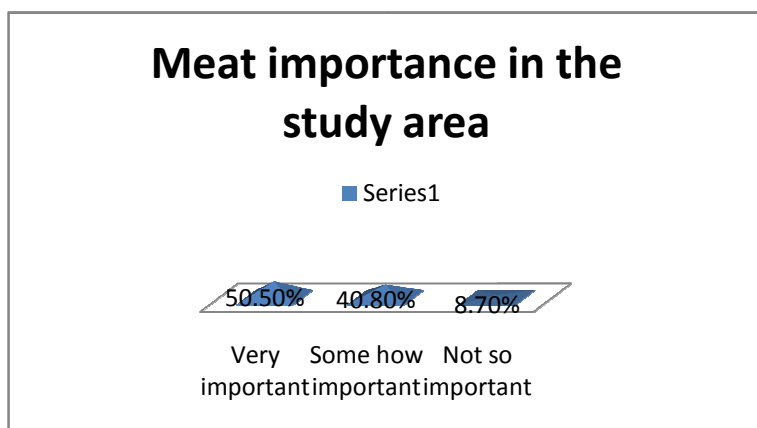 Meat importance in the
study area
Series1
50.50% 40.80% 8.70%
Very Some how Not so
important important important